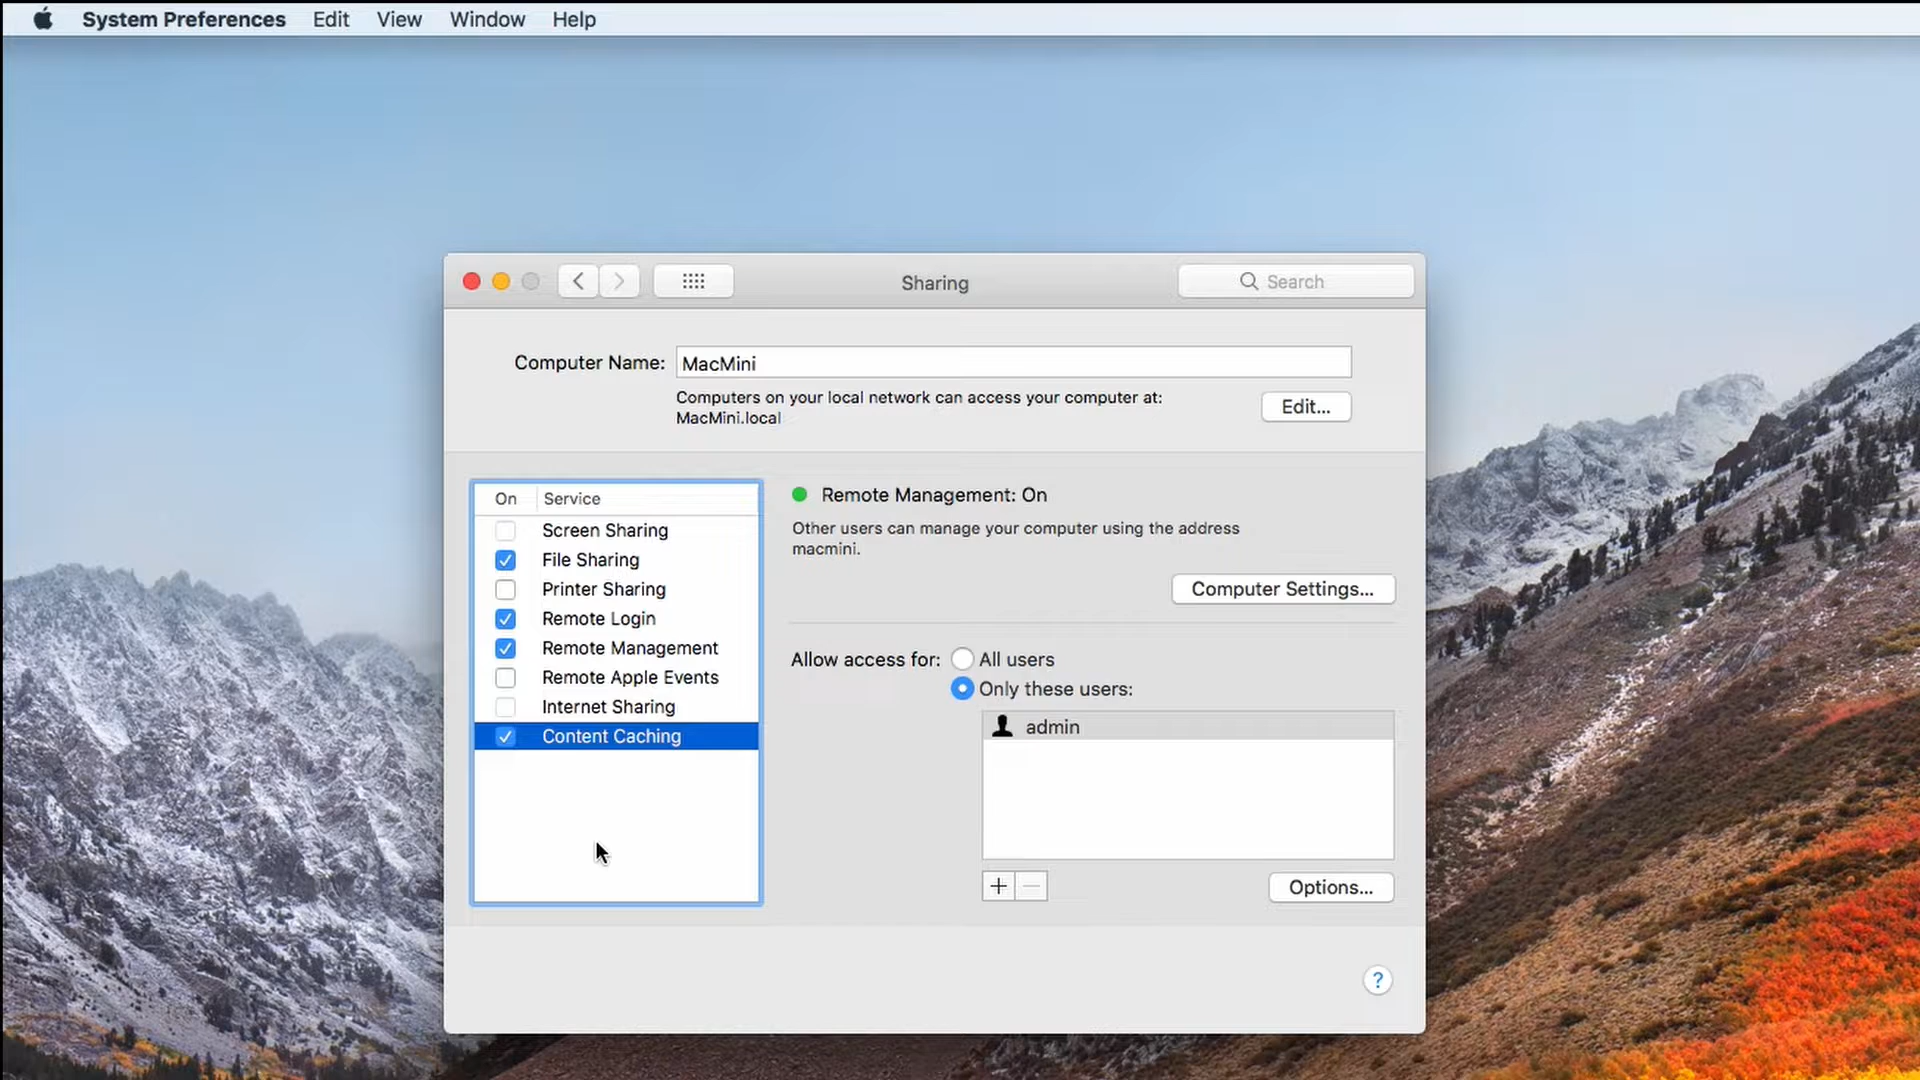 System Preferences Edit View Window Help
Sharing
Search
Computer Name: MacMini
Computers on your local network can access your computer at:
MacMini.local
Edit...
On Service
Screen Sharing
File Sharing
Printer Sharing
Remote Login
Remote Management
Remote Apple Events
Internet Sharing
Content Caching
Remote Management: On
Other users can manage your computer using the address
macmini.
Computer Settings...
Allow access for: All users
Only these users:
admin
+ −
Options...
?